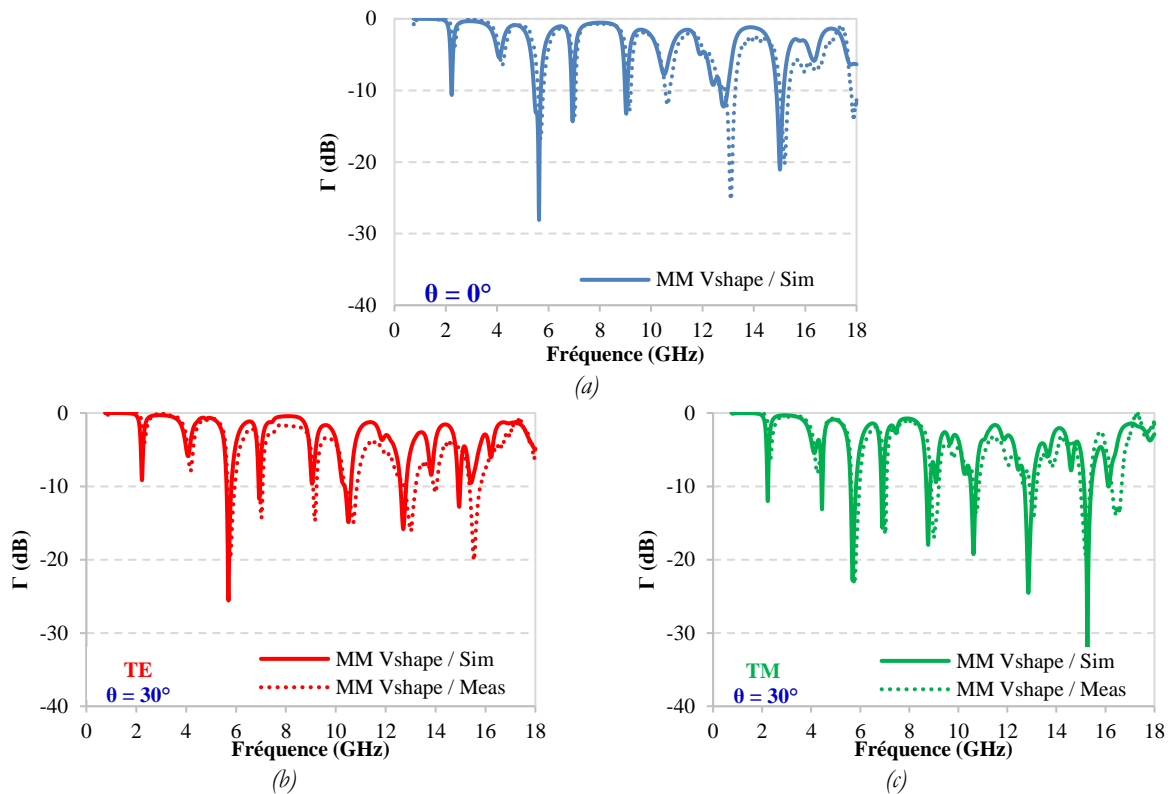 0
-10
-20
-30
-40
Γ (dB)
MM Vshape / Sim
θ = 0°
0 2 4 6 8 10 12 14 16 18
Fréquence (GHz)
(a)
0
-10
-20
-30
-40
Γ (dB)
MM Vshape / Sim
MM Vshape / Meas
TE
θ = 30°
0 2 4 6 8 10 12 14 16 18
Fréquence (GHz)
(b)
0
-10
-20
-30
-40
Γ (dB)
MM Vshape / Sim
MM Vshape / Meas
TM
θ = 30°
0 2 4 6 8 10 12 14 16 18
Fréquence (GHz)
(c)